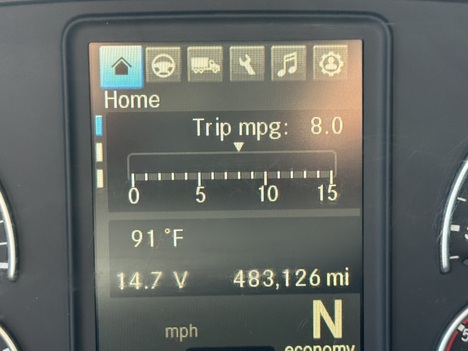 Home
Trip mpg: 8.0
0 5 10 15
91 °F
14.7 V 483,126 mi
N
mph
economy